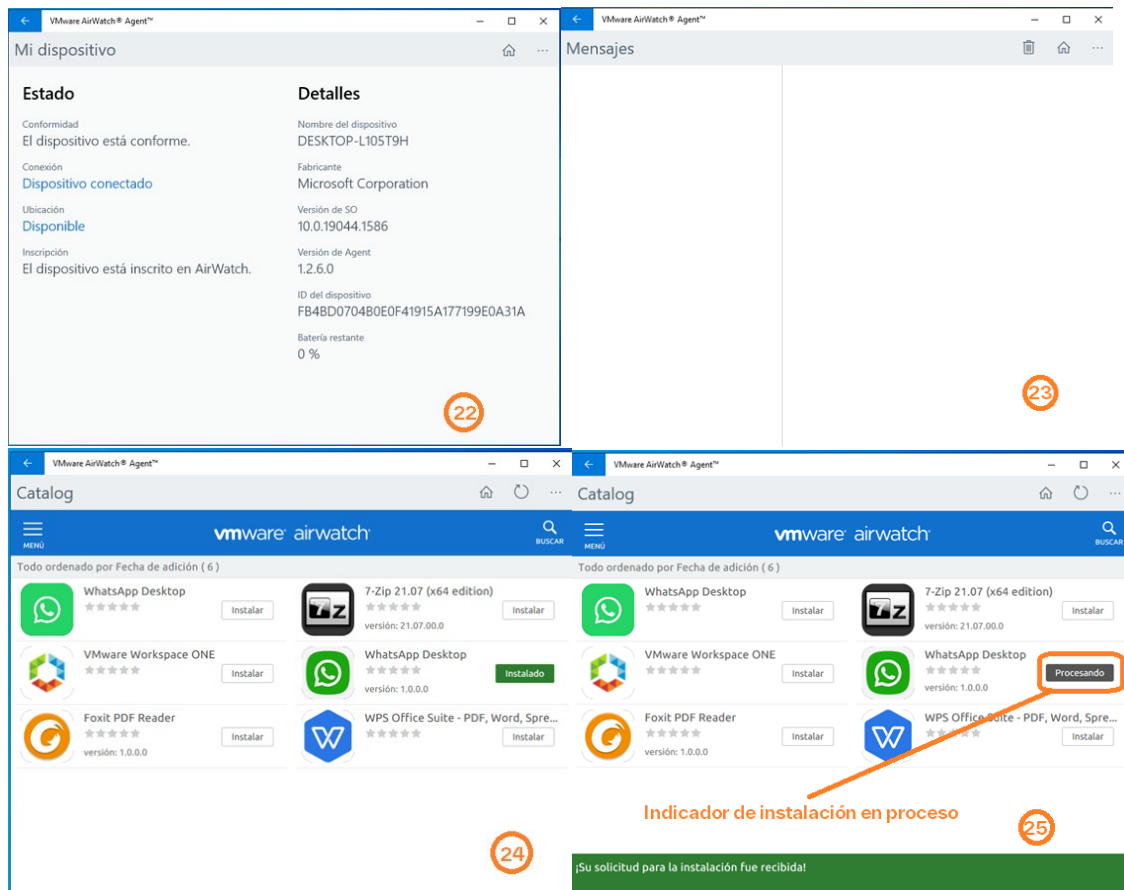 VMware AirWatch® Agent™
Mi dispositivo
Estado
Conformidad
El dispositivo está conforme.
Conexión
Dispositivo conectado
Ubicación
Disponible
Inscripción
El dispositivo está inscrito en AirWatch.
Detalles
Nombre del dispositivo
DESKTOP-L105T9H
Fabricante
Microsoft Corporation
Versión de SO
10.0.19044.1586
Versión de Agent
1.2.6.0
ID del dispositivo
FB4BD0704B0E0F41915A177199E0A31A
Batería restante
0 %
22
VMware AirWatch® Agent™
Mensajes
23
VMware AirWatch® Agent™
Catalog
MENÚ
vmware airwatch
BUSCAR
Todo ordenado por Fecha de adición ( 6 )
WhatsApp Desktop
Instalar
7-Zip 21.07 (x64 edition)
Instalar
versión: 21.07.00.0
VMware Workspace ONE
Instalar
WhatsApp Desktop
Instalado
versión: 1.0.0.0
Foxit PDF Reader
Instalar
versión: 1.0.0.0
WPS Office Suite - PDF, Word, Spre...
Instalar
24
VMware AirWatch® Agent™
Catalog
MENÚ
vmware airwatch
BUSCAR
Todo ordenado por Fecha de adición ( 6 )
WhatsApp Desktop
Instalar
7-Zip 21.07 (x64 edition)
Instalar
versión: 21.07.00.0
VMware Workspace ONE
Instalar
WhatsApp Desktop
Procesando
versión: 1.0.0.0
Foxit PDF Reader
Instalar
versión: 1.0.0.0
WPS Office Suite - PDF, Word, Spre...
Instalar
Indicador de instalación en proceso
25
¡Su solicitud para la instalación fue recibida!